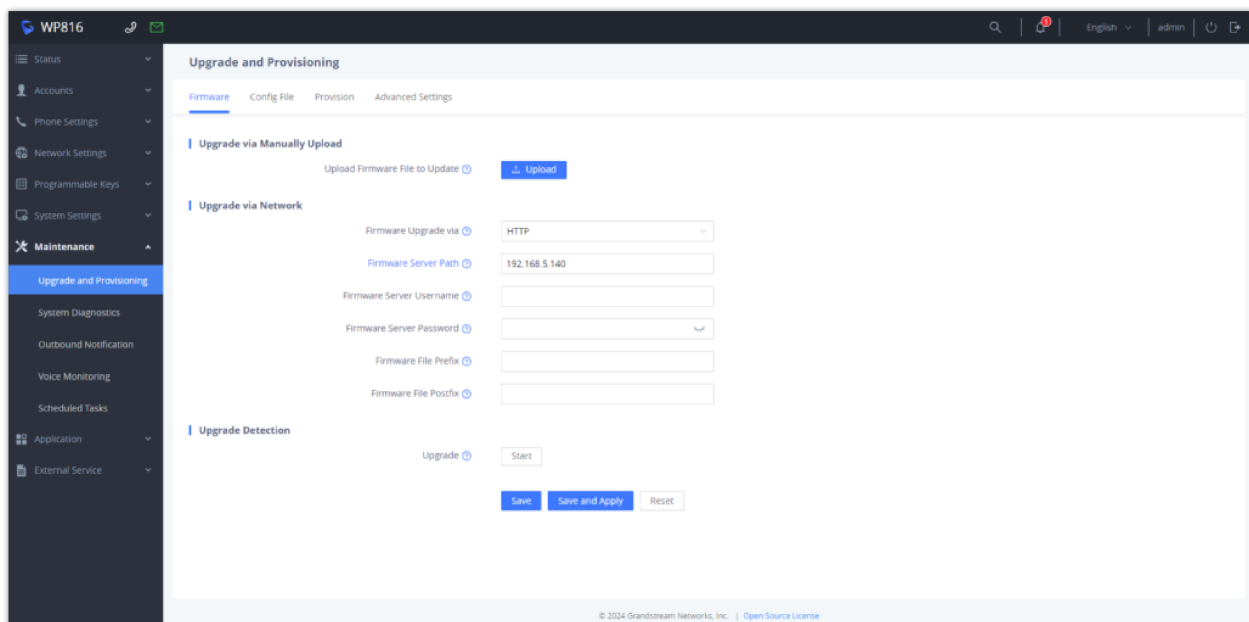 WP816
1
English
admin
Status
Accounts
Phone Settings
Network Settings
Programmable Keys
System Settings
Maintenance
Upgrade and Provisioning
System Diagnostics
Outbound Notification
Voice Monitoring
Scheduled Tasks
Application
External Service
Upgrade and Provisioning
Firmware Config File Provision Advanced Settings
Upgrade via Manually Upload
Upload Firmware File to Update ? Upload
Upgrade via Network
Firmware Upgrade via ? HTTP
Firmware Server Path ? 192.168.5.140
Firmware Server Username ?
Firmware Server Password ?
Firmware File Prefix ?
Firmware File Postfix ?
Upgrade Detection
Upgrade ? Start
Save Save and Apply Reset
© 2024 Grandstream Networks, Inc. | Open Source License